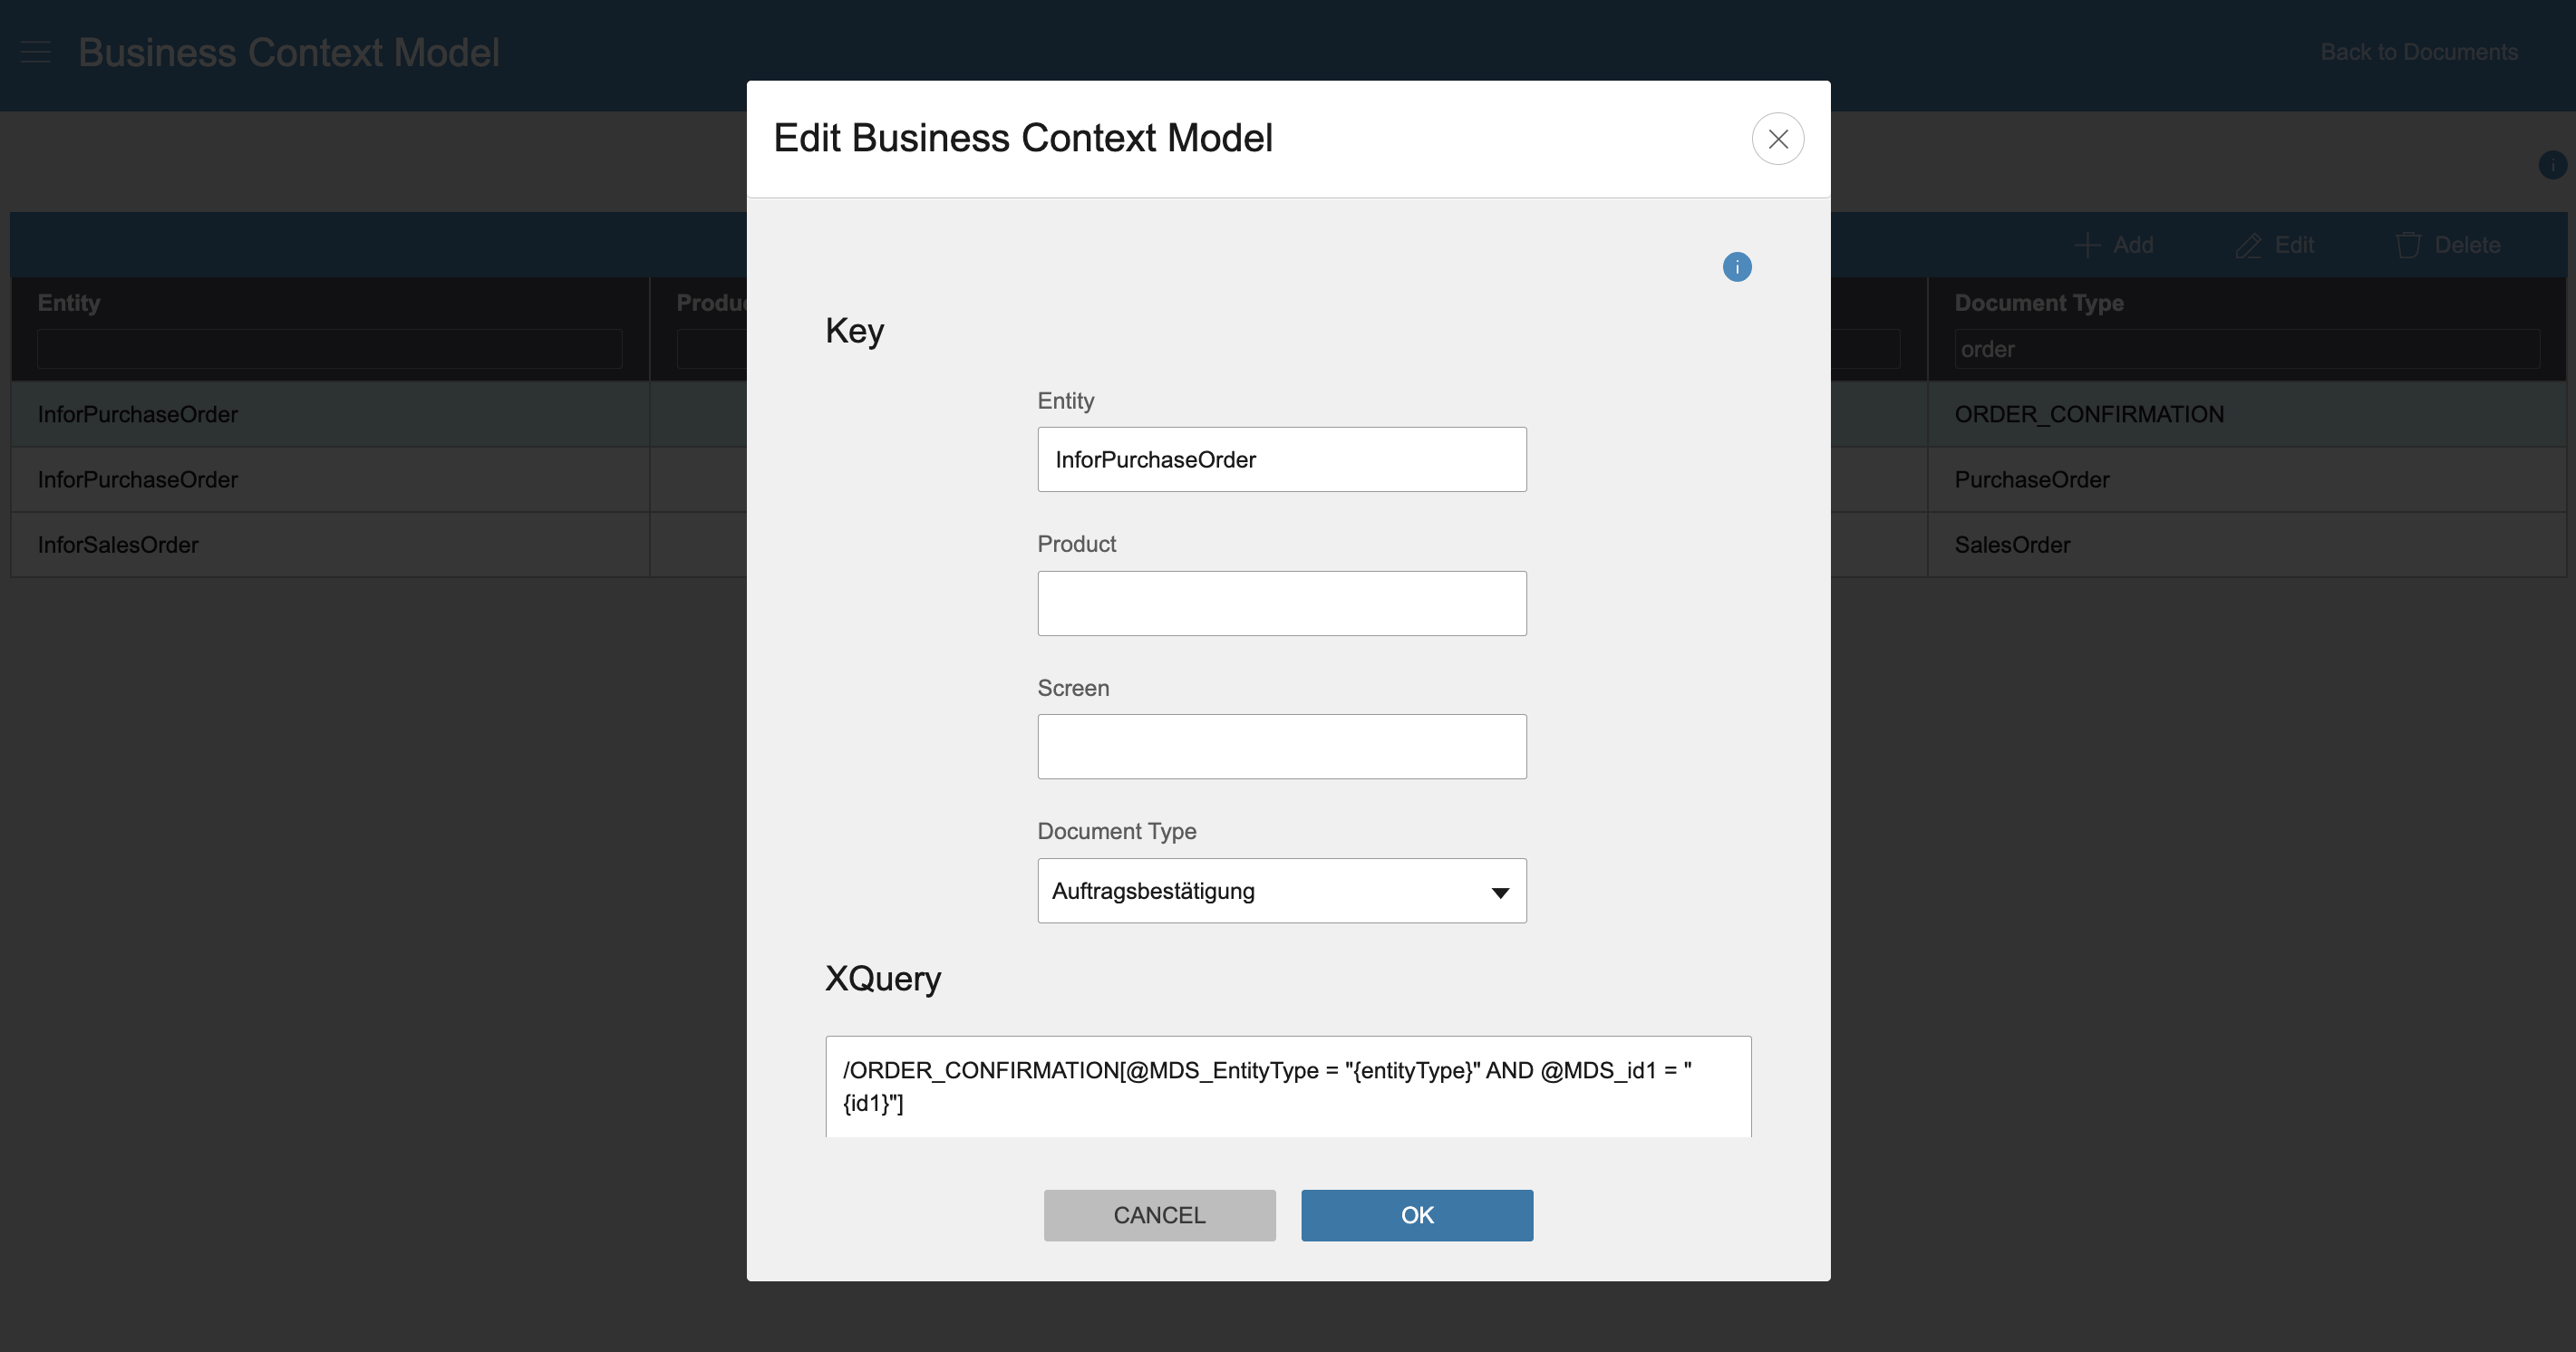 Business Context Model
Back to Documents
Edit Business Context Model
Add
Edit
Delete
Entity
Document Type
order
InforPurchaseOrder
ORDER_CONFIRMATION
InforPurchaseOrder
PurchaseOrder
InforSalesOrder
SalesOrder
i
i
Key
Entity
InforPurchaseOrder
Product
Screen
Document Type
Auftragsbestätigung
XQuery
/ORDER_CONFIRMATION[@MDS_EntityType = "{entityType}" AND @MDS_id1 = "
{id1}"]
CANCEL
OK